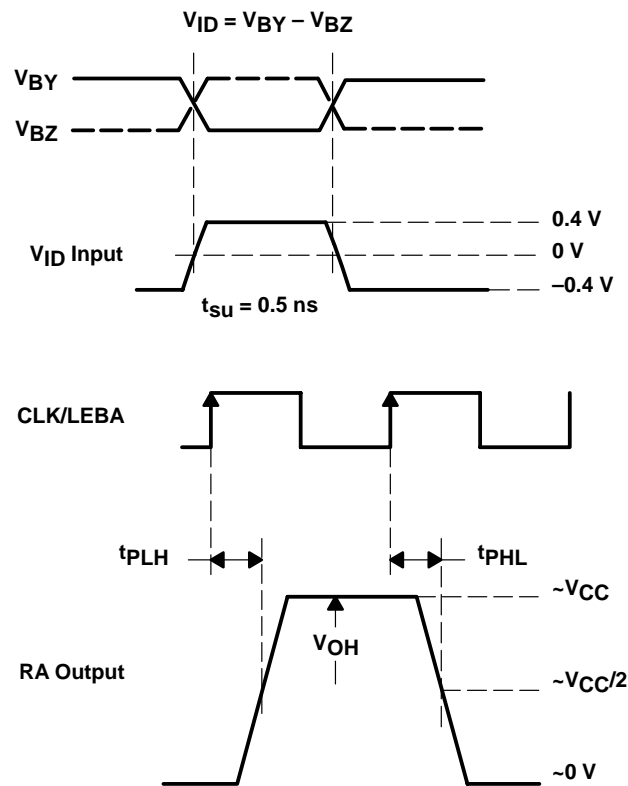 VID = VBY – VBZ
VBY
VBZ
0.4 V
VID Input
0 V
–0.4 V
tsu = 0.5 ns
CLK/LEBA
tPLH
tPHL
~VCC
VOH
RA Output
~VCC/2
~0 V